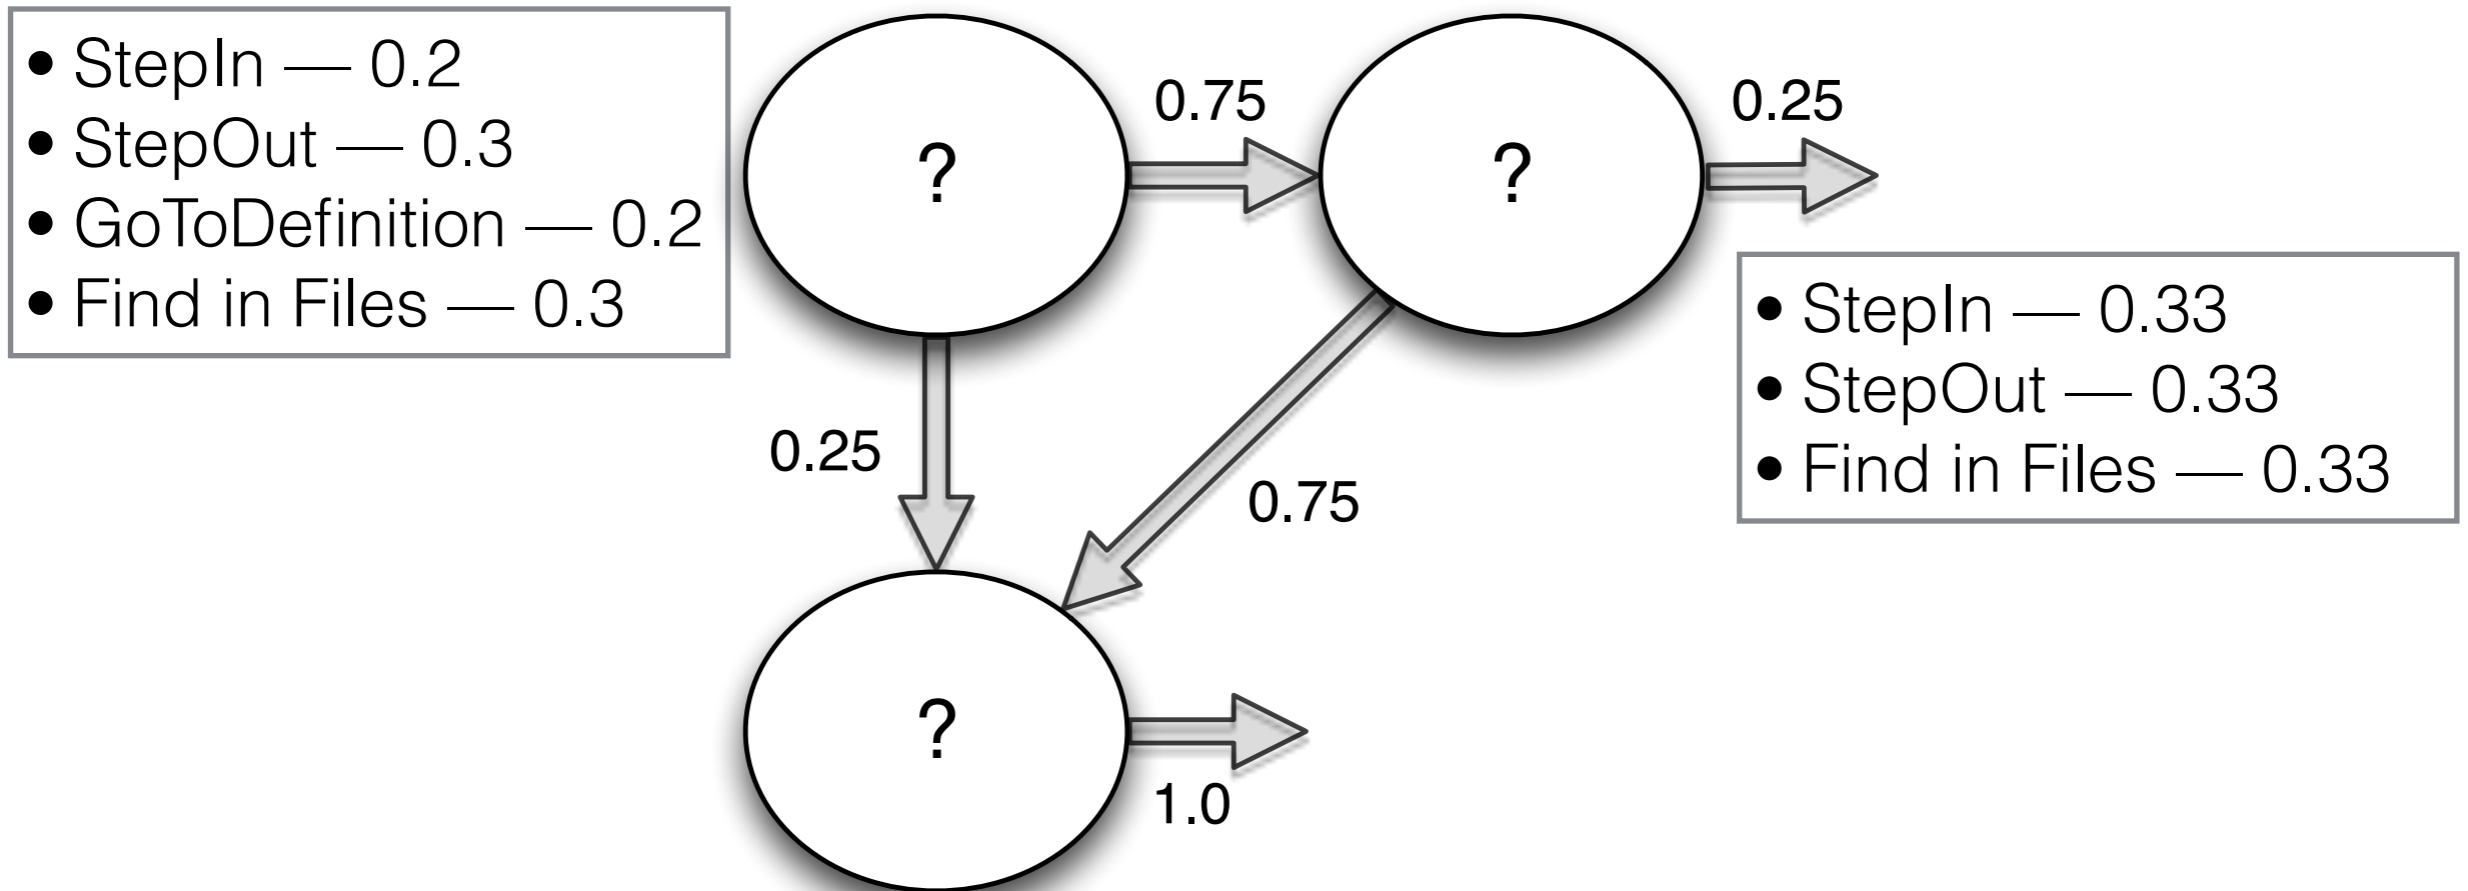 • StepIn — 0.2
• StepOut — 0.3
• GoToDefinition — 0.2
• Find in Files — 0.3
?
0.75
?
0.25
• StepIn — 0.33
• StepOut — 0.33
• Find in Files — 0.33
0.25
0.75
?
1.0